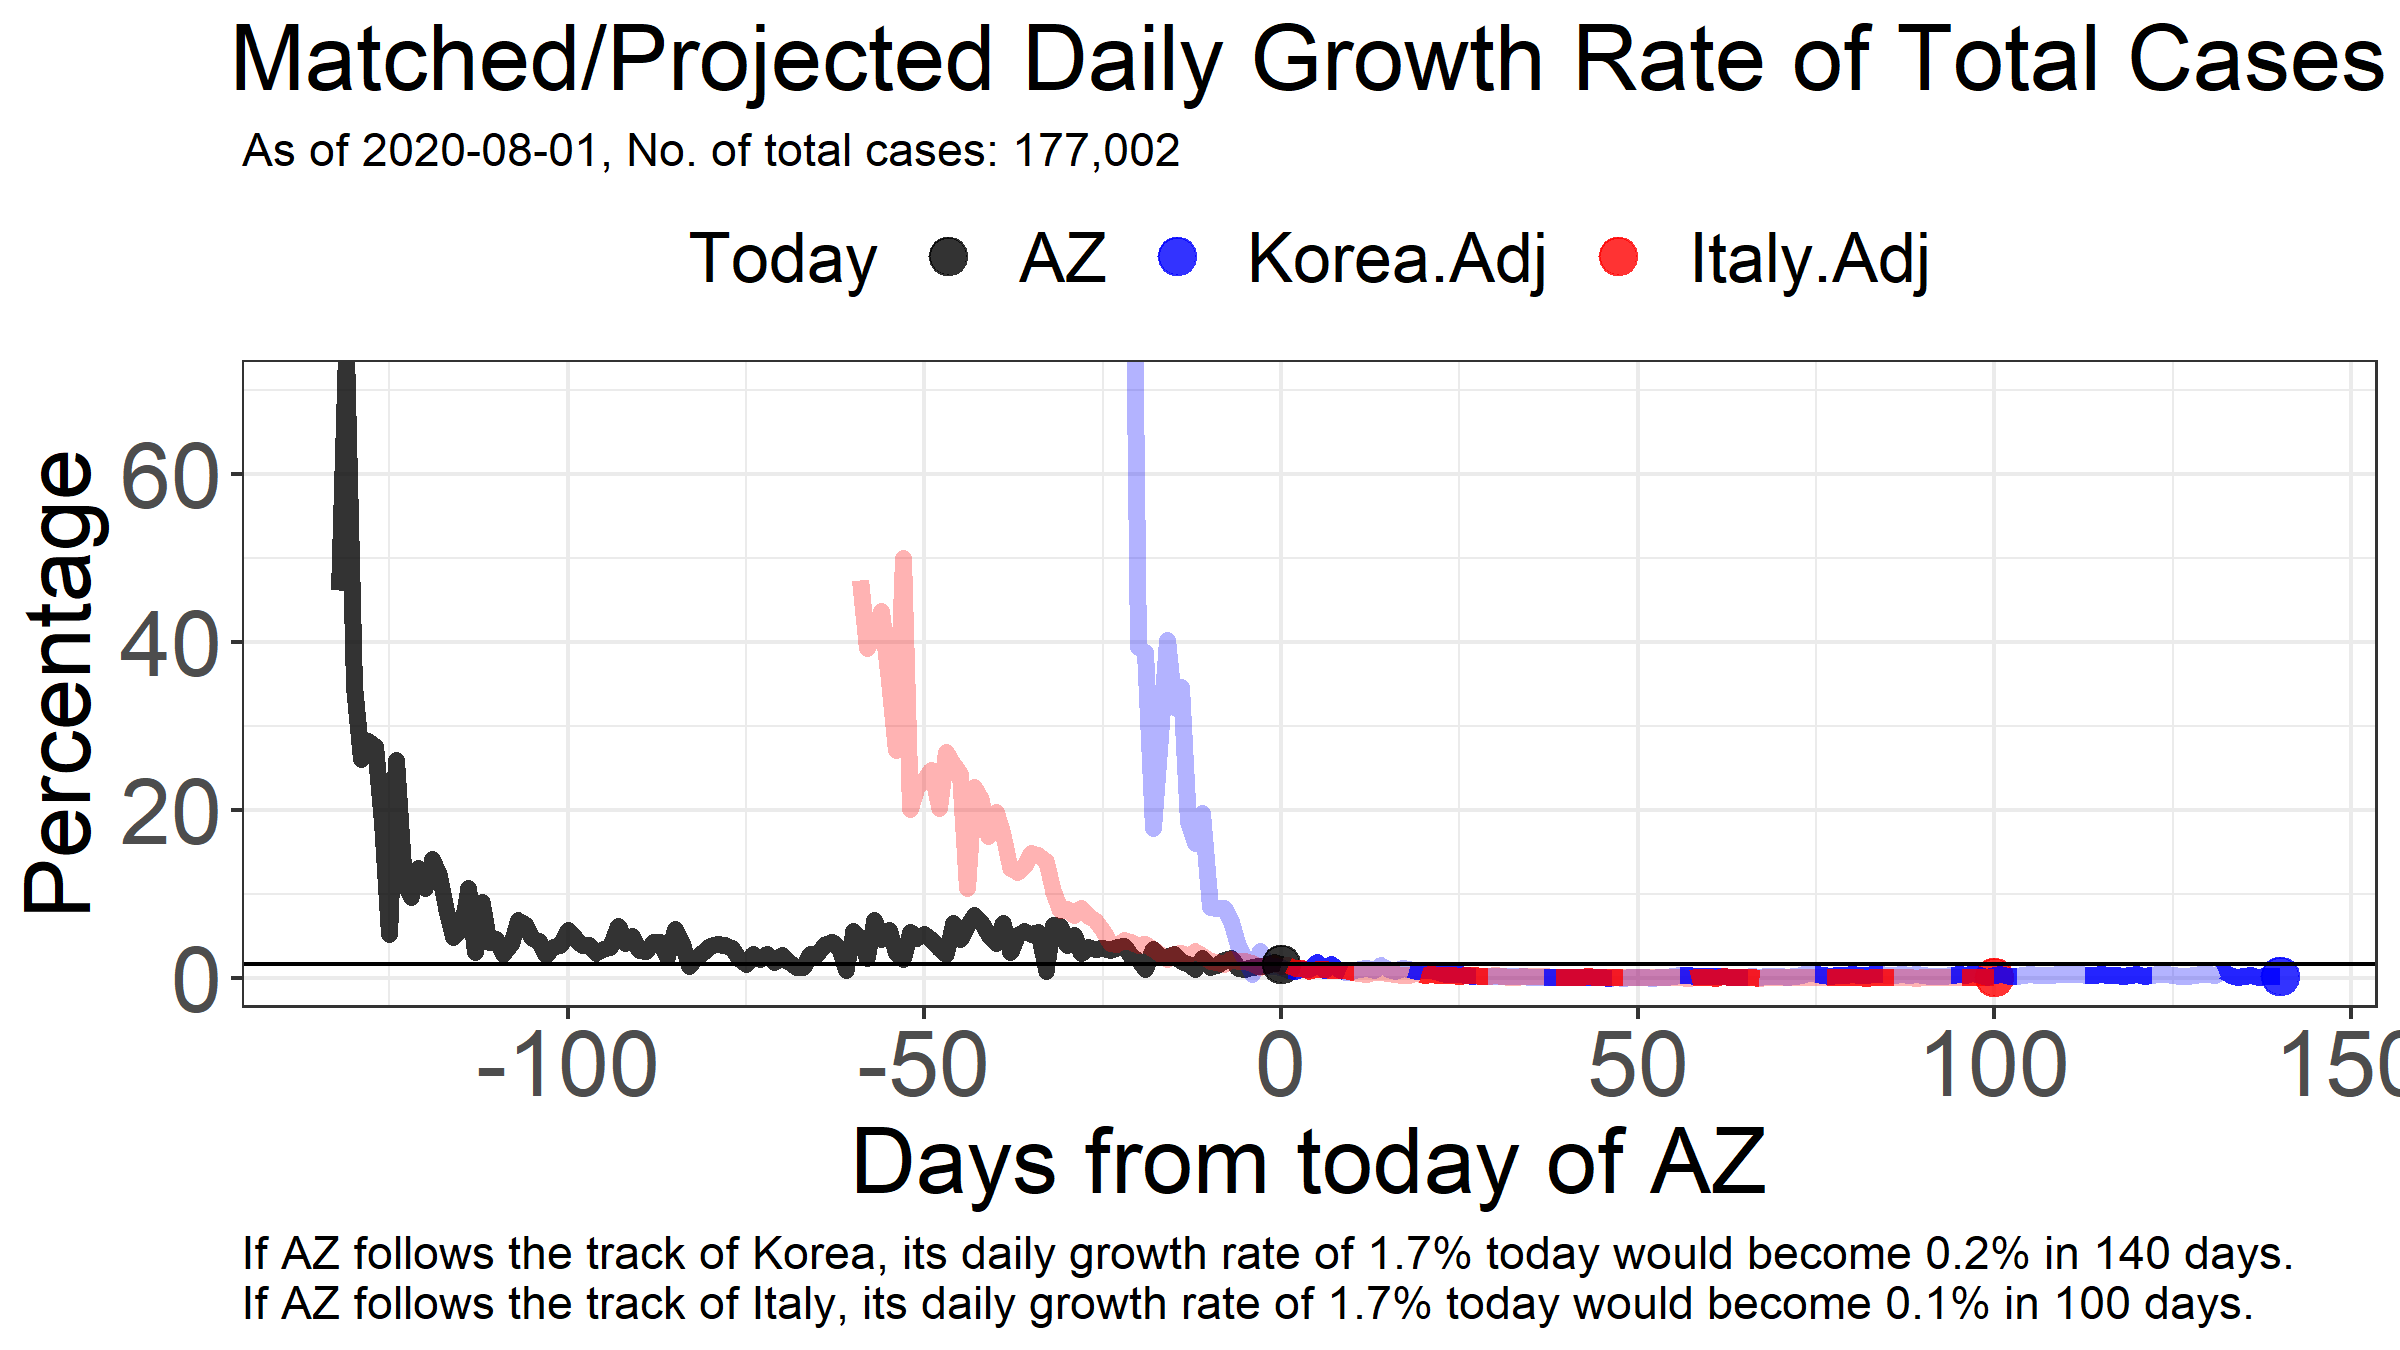 Matched/Projected Daily Growth Rate of Total Cases
As of 2020-08-01, No. of total cases: 177,002
Today AZ Korea.Adj Italy.Adj
Percentage
60
40
20
0
-100 -50 0 50 100 150
Days from today of AZ
If AZ follows the track of Korea, its daily growth rate of 1.7% today would become 0.2% in 140 days.
If AZ follows the track of Italy, its daily growth rate of 1.7% today would become 0.1% in 100 days.